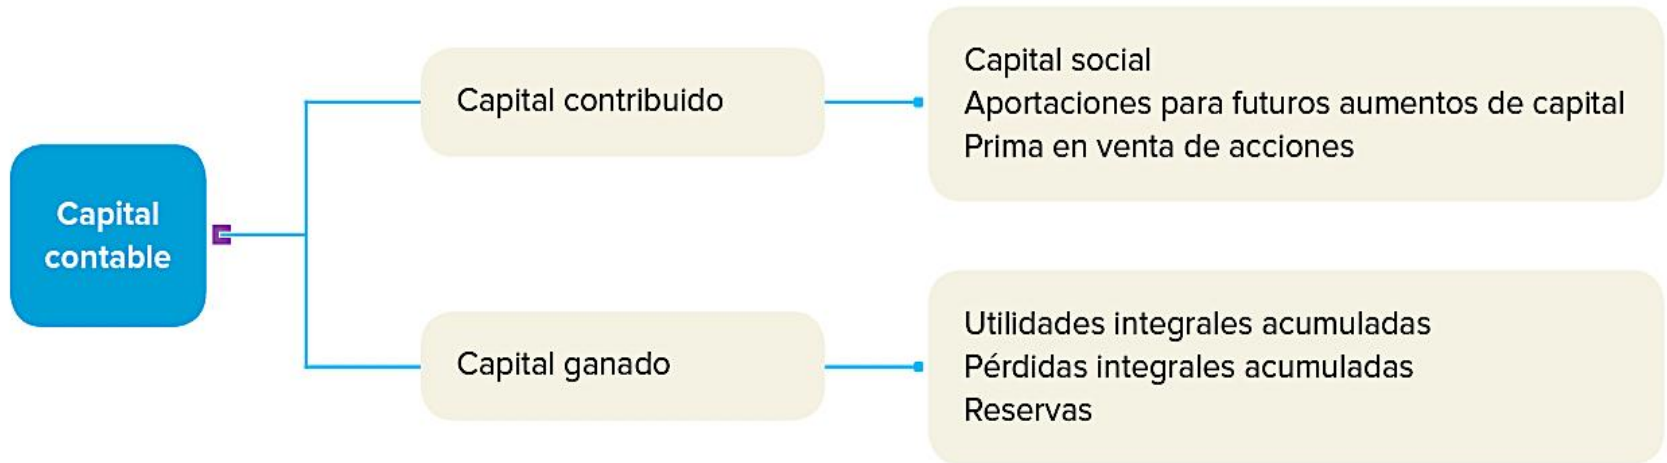 Capital
contable
Capital contribuido
Capital social
Aportaciones para futuros aumentos de capital
Prima en venta de acciones
Capital ganado
Utilidades integrales acumuladas
Pérdidas integrales acumuladas
Reservas